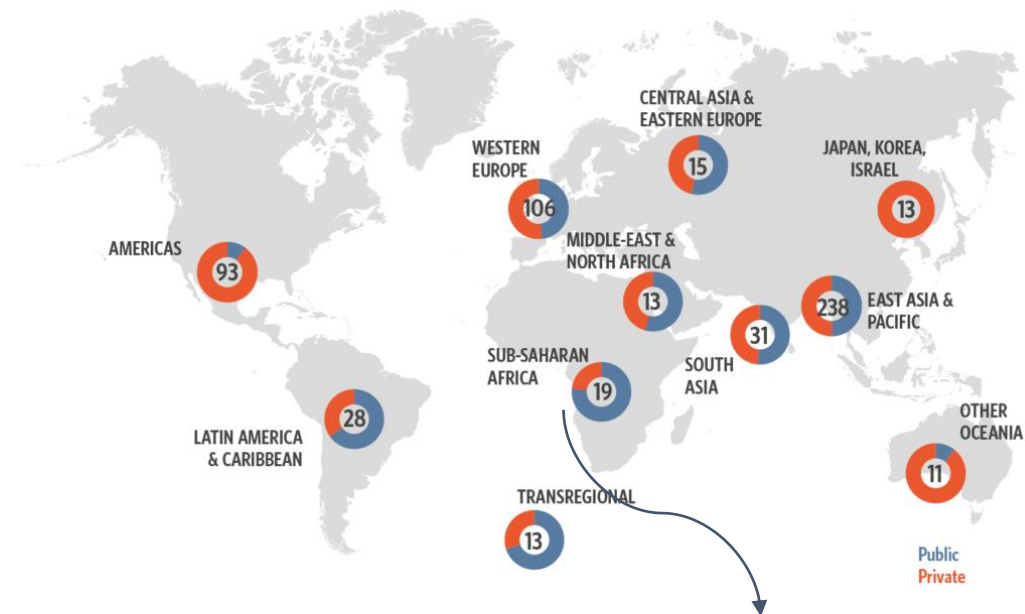 CENTRAL ASIA &
EASTERN EUROPE
15
WESTERN
EUROPE
106
JAPAN, KOREA,
ISRAEL
13
AMERICAS
93
MIDDLE-EAST &
NORTH AFRICA
13
EAST ASIA &
PACIFIC
238
SOUTH
ASIA
31
SUB-SAHARAN
AFRICA
19
LATIN AMERICA
& CARIBBEAN
28
OTHER
OCEANIA
11
TRANSREGIONAL
13
Public
Private